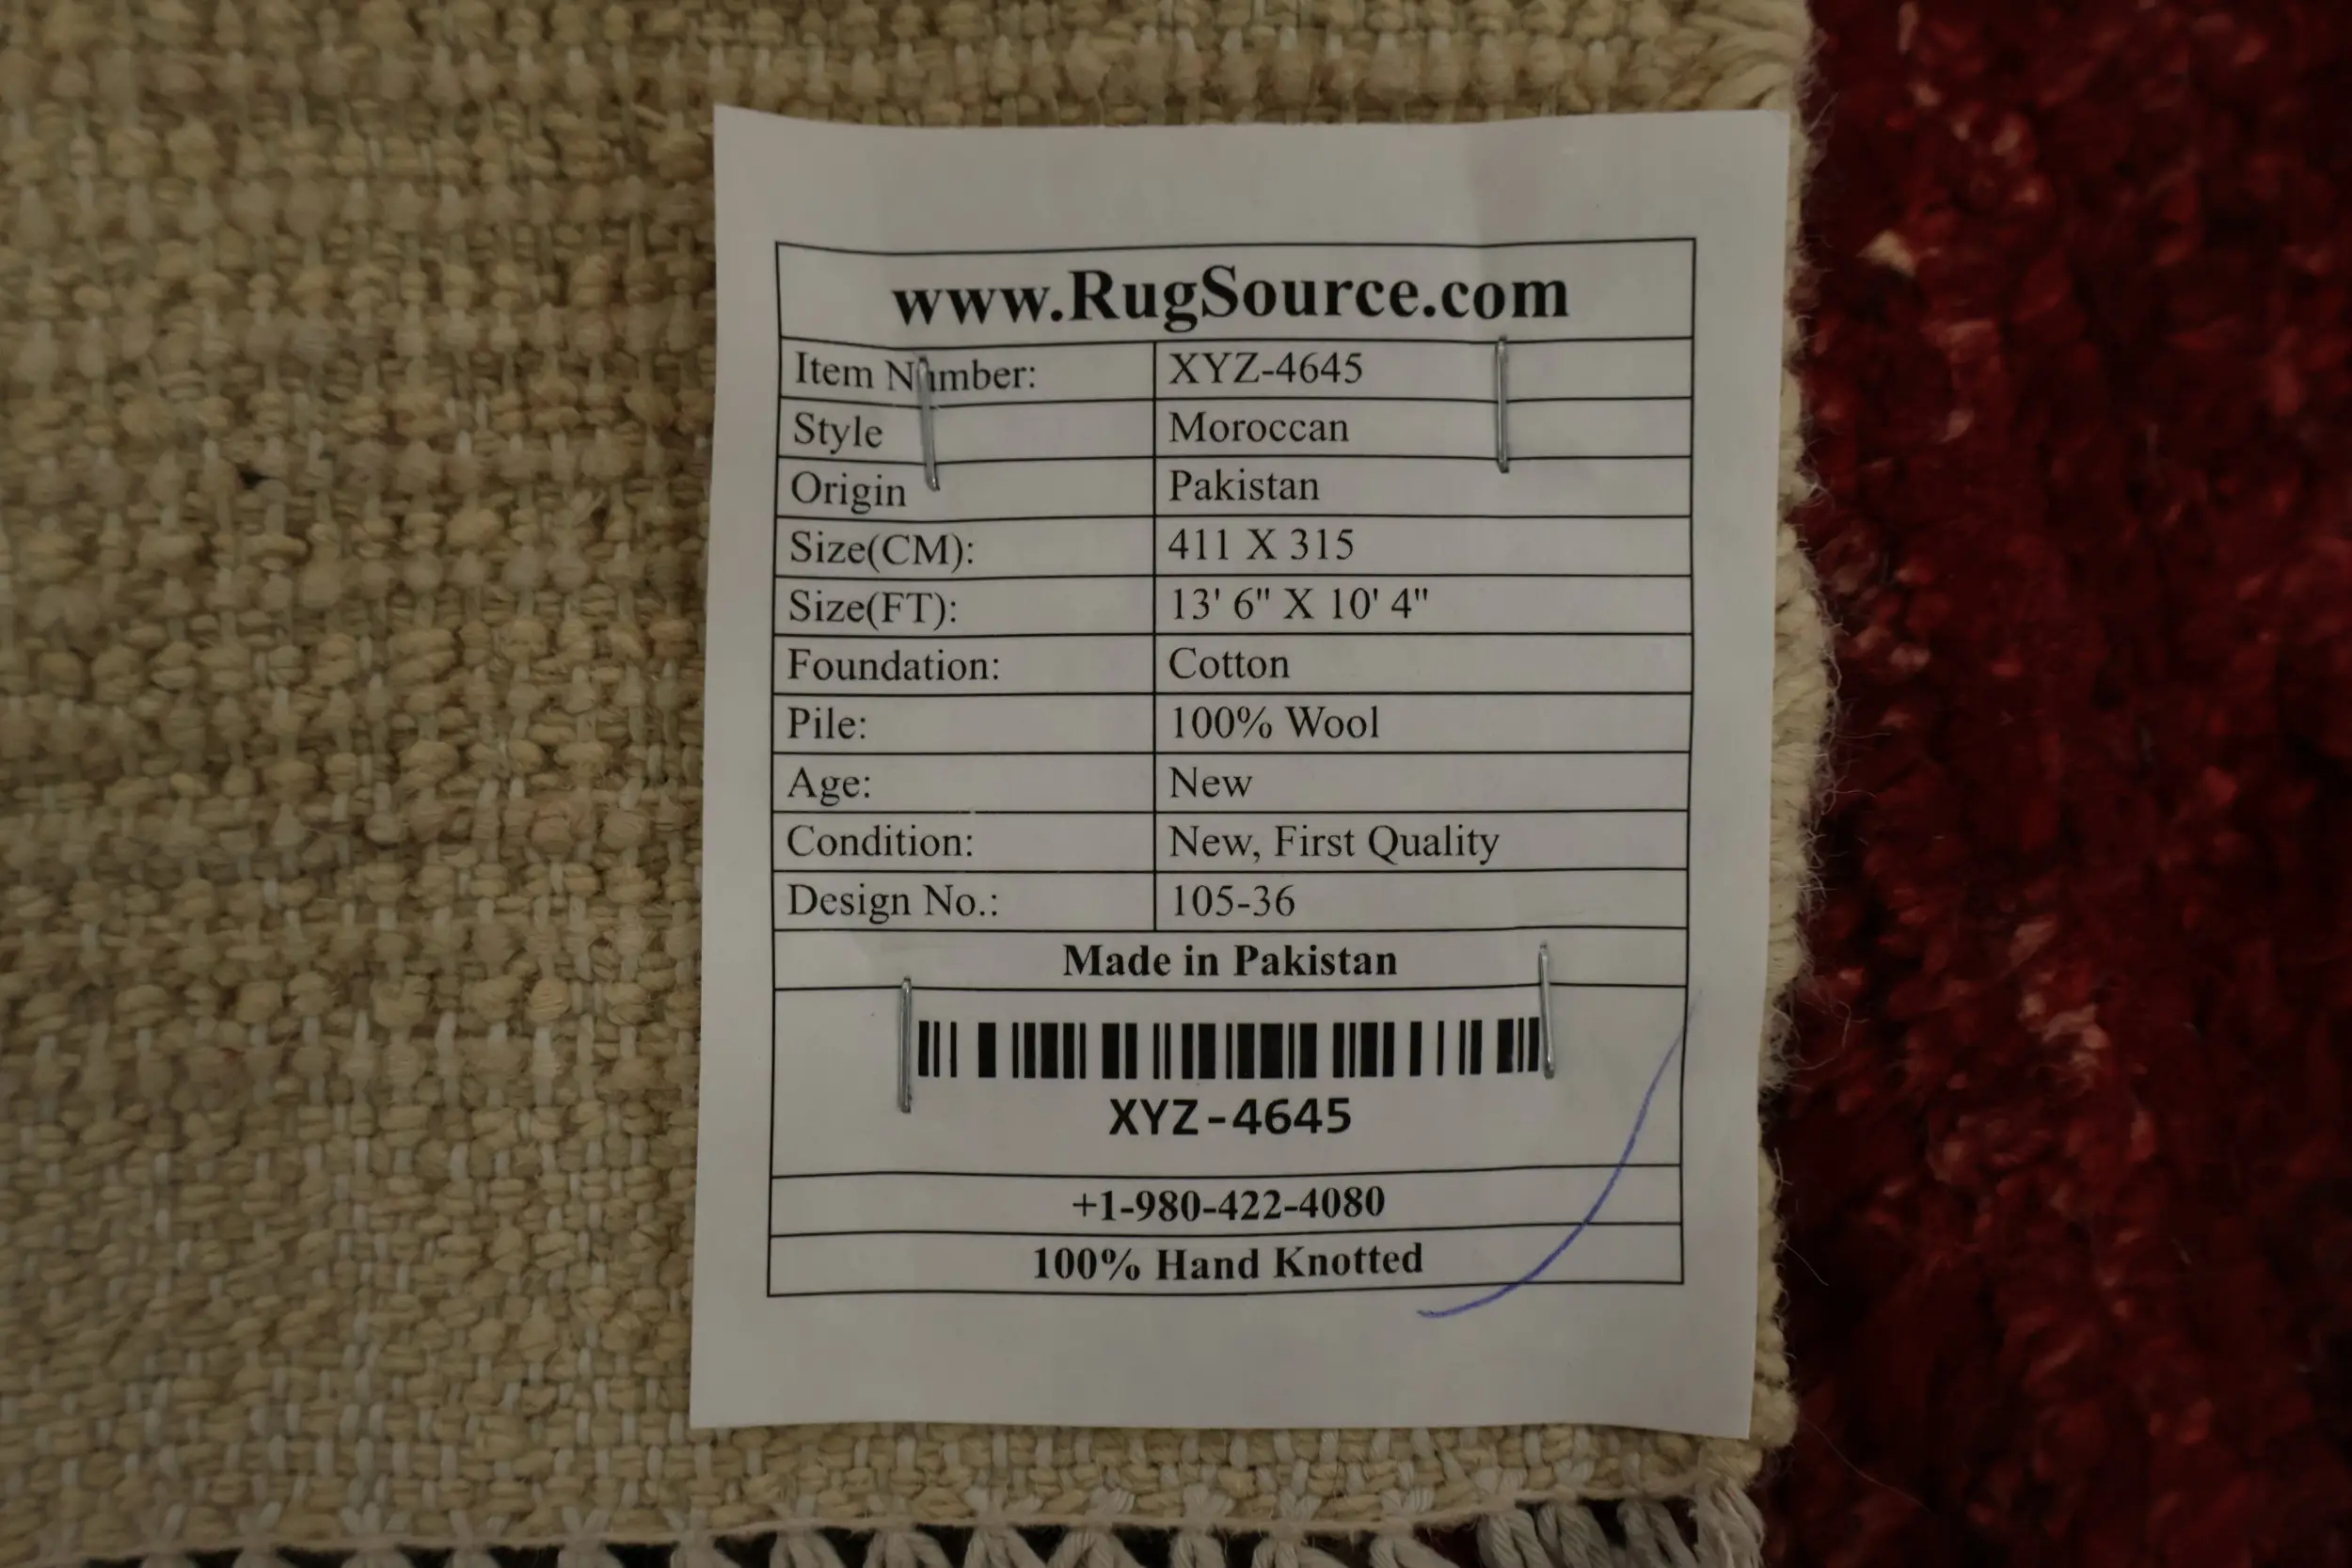 www.RugSource.com
Item Number: XYZ-4645
Style Moroccan
Origin Pakistan
Size(CM): 411 X 315
Size(FT): 13' 6" X 10' 4"
Foundation: Cotton
Pile: 100% Wool
Age: New
Condition: New, First Quality
Design No.: 105-36
Made in Pakistan
XYZ-4645
+1-980-422-4080
100% Hand Knotted